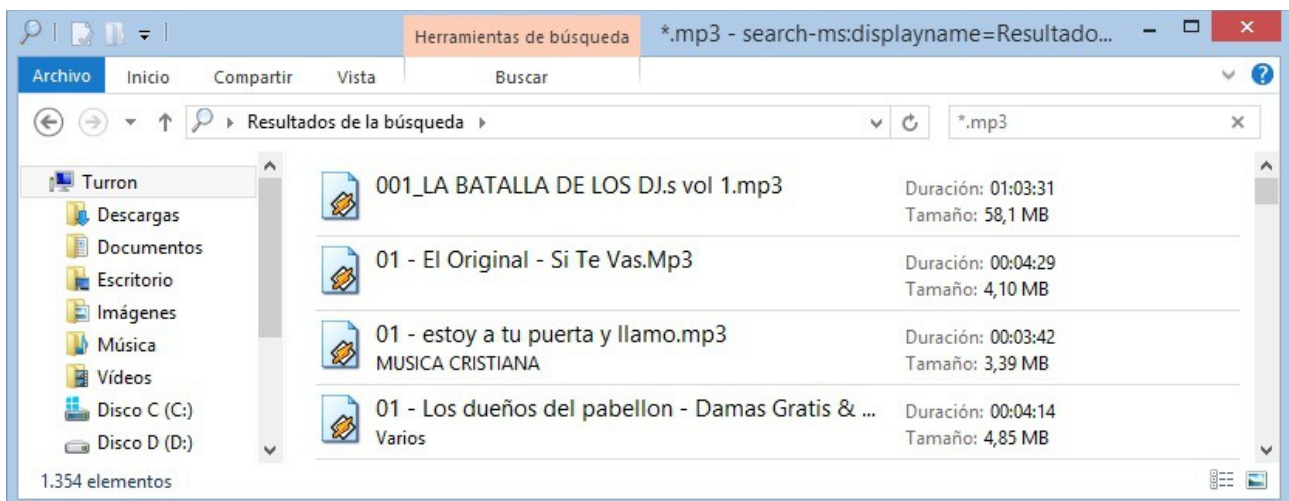 Herramientas de búsqueda
*.mp3 - search-ms:displayname=Resultado...
Archivo Inicio Compartir Vista Buscar
Resultados de la búsqueda
*.mp3
Turron
Descargas
Documentos
Escritorio
Imágenes
Música
Vídeos
Disco C (C:)
Disco D (D:)
001_LA BATALLA DE LOS DJ.s vol 1.mp3
Duración: 01:03:31
Tamaño: 58,1 MB
01 - El Original - Si Te Vas.Mp3
Duración: 00:04:29
Tamaño: 4,10 MB
01 - estoy a tu puerta y llamo.mp3
MUSICA CRISTIANA
Duración: 00:03:42
Tamaño: 3,39 MB
01 - Los dueños del pabellon - Damas Gratis & ...
Varios
Duración: 00:04:14
Tamaño: 4,85 MB
1.354 elementos